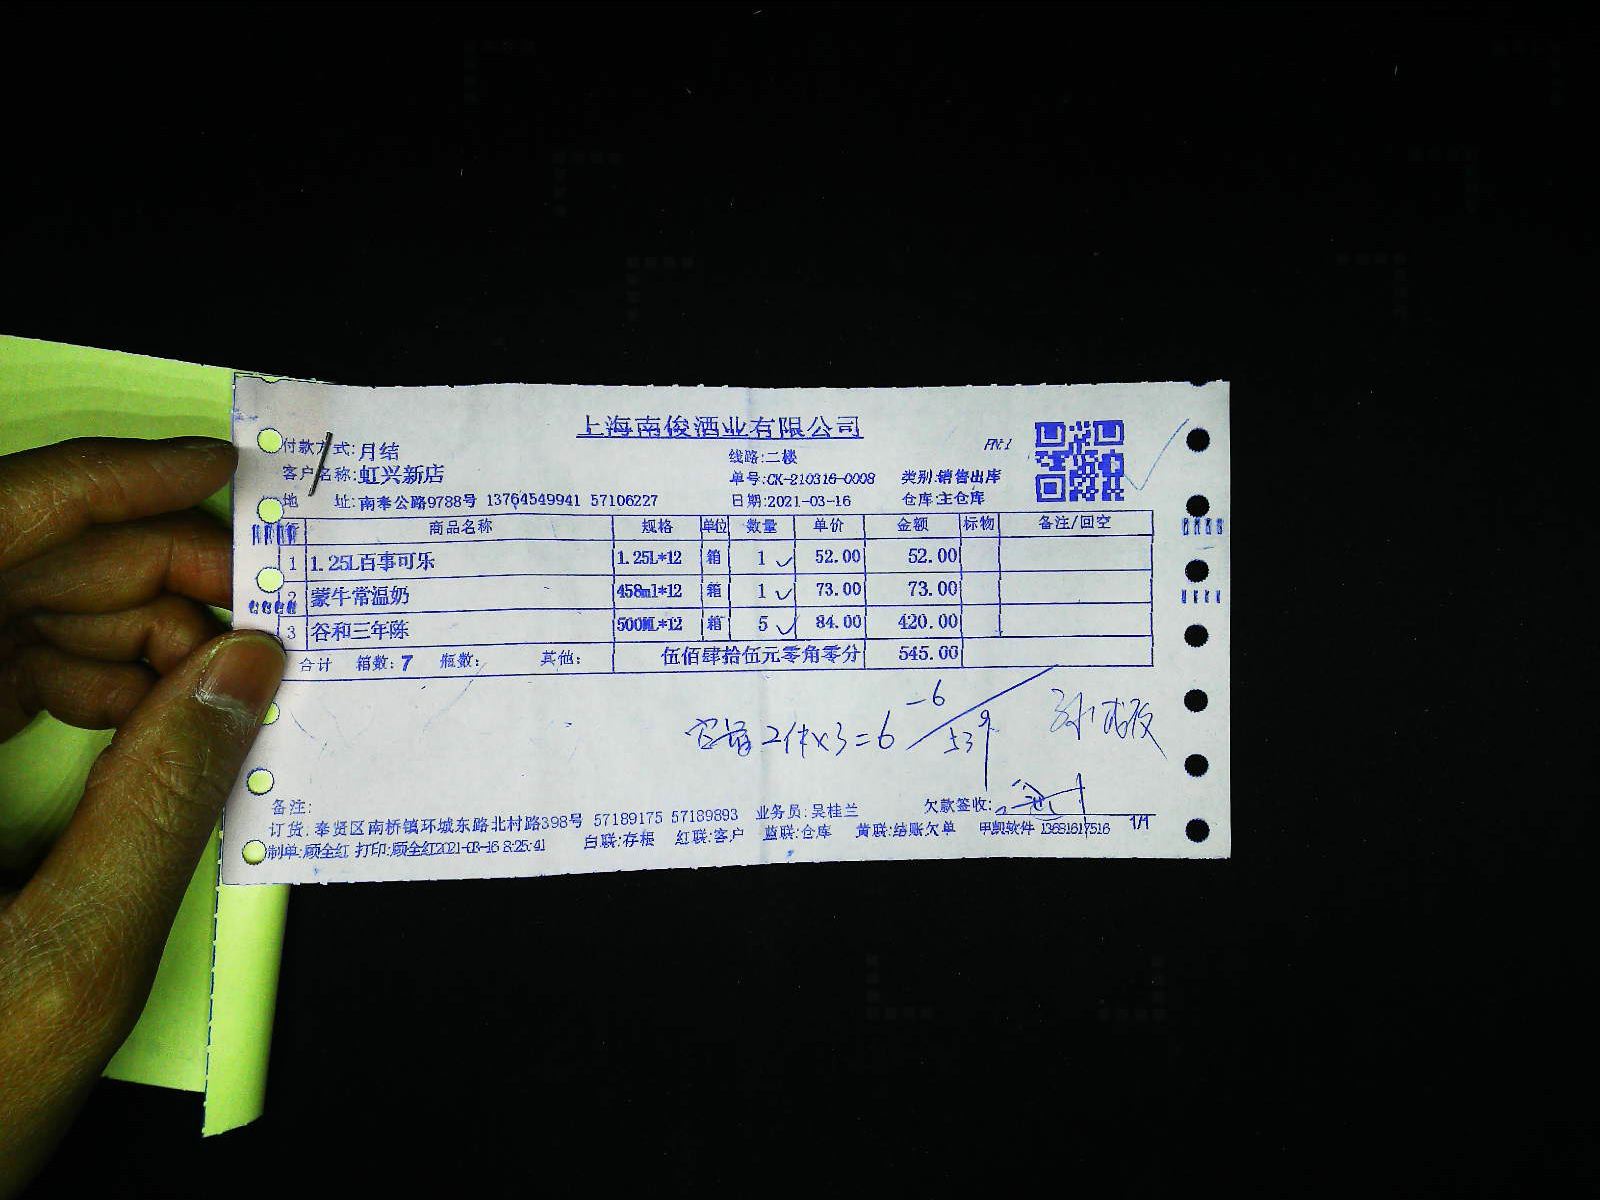 上海南俊酒业有限公司
付款方式:月结
线路:二楼
客户名称:虹兴新店
单号:CK-210316-0008 类别:销售出库
地 址:南奉公路9788号 13764549941 57106227
日期:2021-03-16 仓库:主仓库
商品名称 规格 单位 数量 单价 金额 标物 备注/回空
1 1.25L百事可乐 1.25L*12 箱 1 52.00 52.00
2 蒙牛常温奶 458ml*12 箱 1 73.00 73.00
3 谷和三年陈 500ML*12 箱 5 84.00 420.00
合计 箱数:7 瓶数: 其他: 伍佰肆拾伍元零角零分 545.00
-6
2件x3=6
539
备注:
订货:奉贤区南桥镇环城东路北村路398号 57189175 57189893 业务员:吴桂兰 欠款签收:
制单:顾全红 打印:顾全红2021-03-16 8:25:41 白联:存根 红联:客户 蓝联:仓库 黄联:结账欠单 甲凯软件 13681617516 1/1